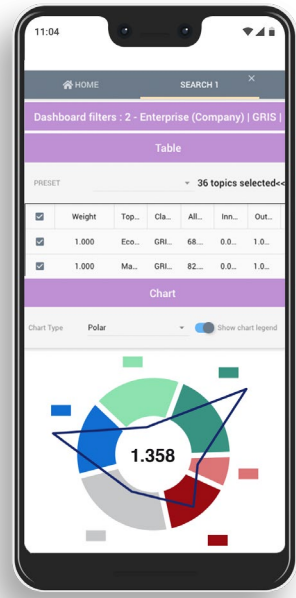 11:04
HOME
SEARCH 1 ×
Dashboard filters : 2 - Enterprise (Company) | GRIS |
Table
PRESET
36 topics selected<<
Weight Top... Cla... All... Inn... Out...
1.000 Eco... GRI... 68.... 0.0... 1.0...
1.000 Ma... GRI... 82.... 0.0... 1.0...
Chart
Chart Type Polar Show chart legend
1.358